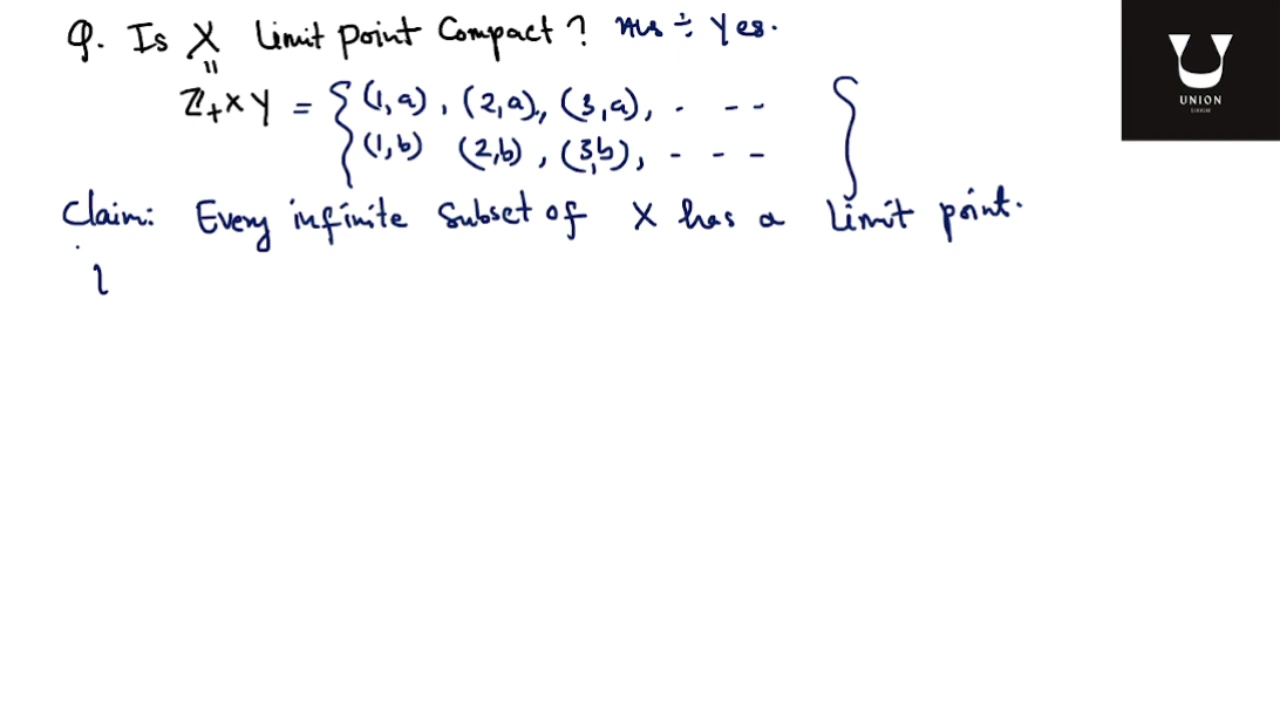 Q. Is X limit point Compact? Ans ÷ Yes.
UNION
=
Z+ x Y = { (1,a), (2,a), (3,a), . - -
(1,b) (2,b), (3,b), - - - }
Claim: Every infinite subset of X has a limit point.